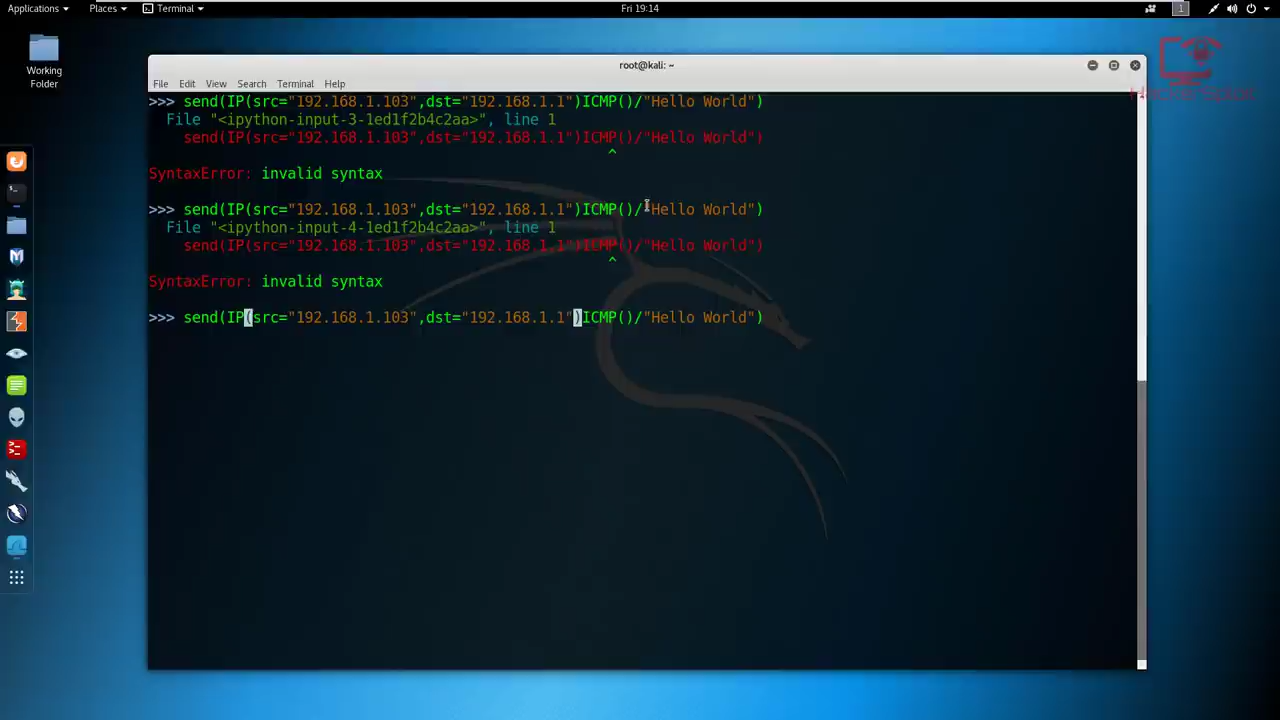 Applications Places Terminal Fri 19:14 1
Working
Folder
root@kali: ~
File Edit View Search Terminal Help
>>> send(IP(src="192.168.1.103",dst="192.168.1.1")ICMP()/"Hello World")
File "<ipython-input-3-1ed1f2b4c2aa>", line 1
send(IP(src="192.168.1.103",dst="192.168.1.1")ICMP()/"Hello World")
^
SyntaxError: invalid syntax
>>> send(IP(src="192.168.1.103",dst="192.168.1.1")ICMP()/"Hello World")
File "<ipython-input-4-1ed1f2b4c2aa>", line 1
send(IP(src="192.168.1.103",dst="192.168.1.1")ICMP()/"Hello World")
^
SyntaxError: invalid syntax
>>> send(IP(src="192.168.1.103",dst="192.168.1.1")ICMP()/"Hello World")